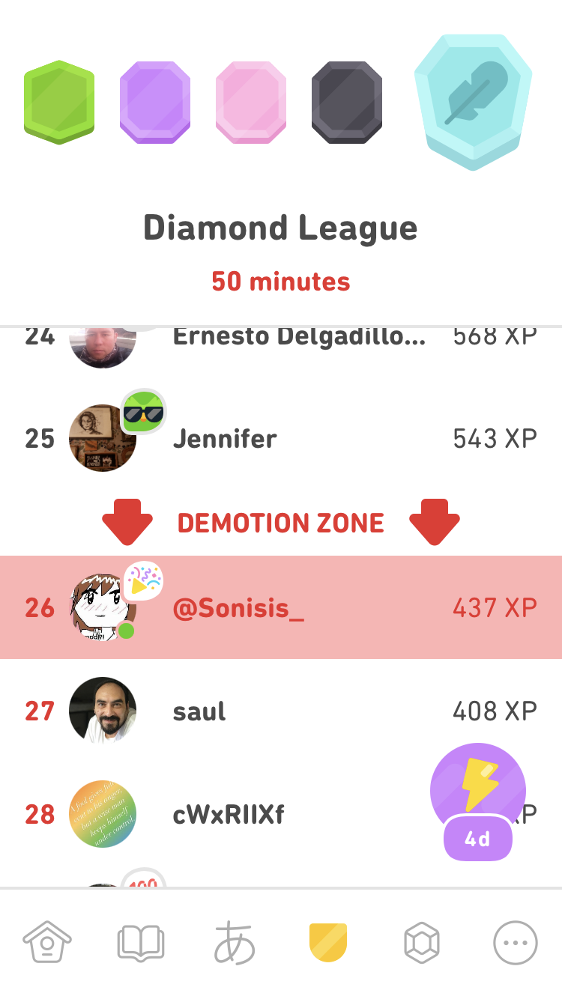 Diamond League
50 minutes
24 Ernesto Delgadillo... 568 XP
25 Jennifer 543 XP
DEMOTION ZONE
26 @Sonisis_ 437 XP
27 saul 408 XP
A fool gives full
vent to his anger,
but a wise man
keeps himself
under control.
28 cWxRIIXf XP
4d
100
あ